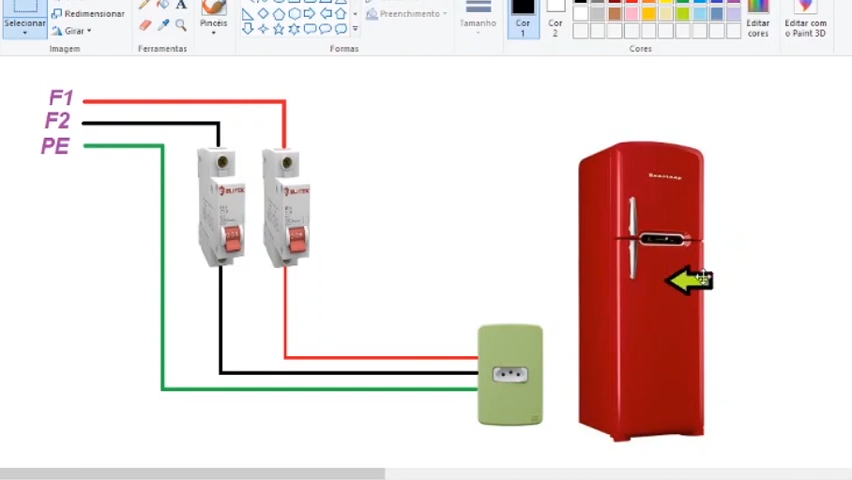 Selecionar
Redimensionar
Girar
Imagem
Pincéis
A
Ferramentas
Preenchimento
Formas
Tamanho
Cor
1
Cor
2
Cores
Editar
cores
Editar com
o Paint 3D
F1
F2
PE